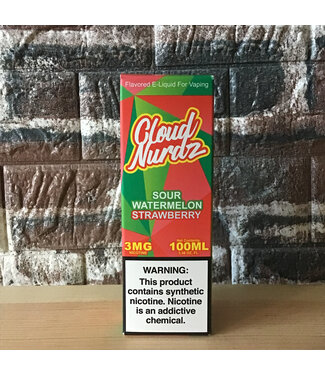 Flavored E-Liquid For Vaping
Cloud
Nurdz
SOUR
WATERMELON
STRAWBERRY
3MG 100ML
NICOTINE
WARNING:
This product
contains synthetic
nicotine. Nicotine
is an addictive
chemical.